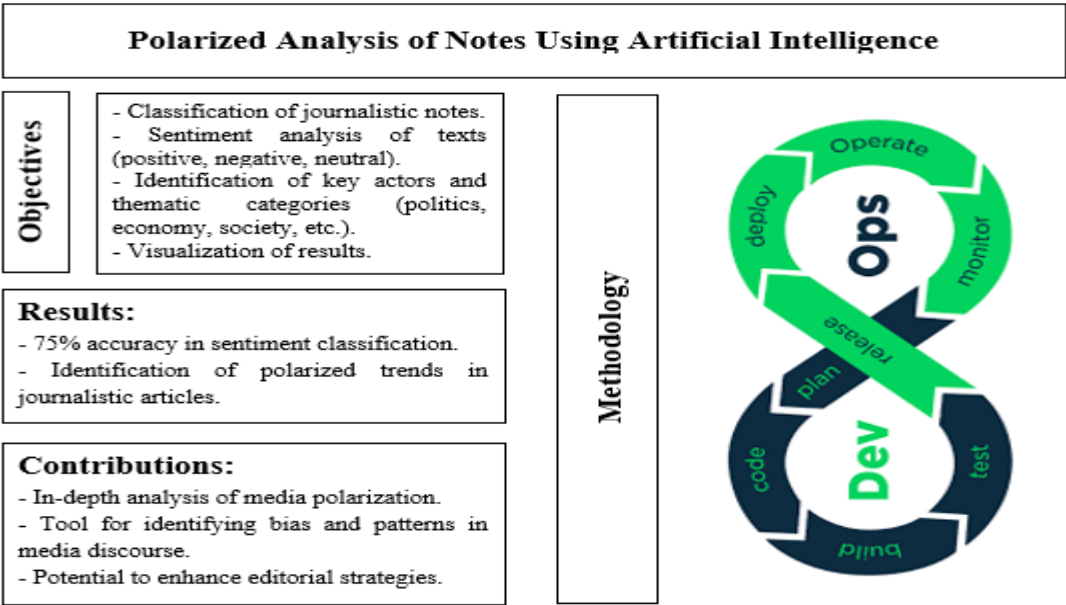 Polarized Analysis of Notes Using Artificial Intelligence
Objectives
- Classification of journalistic notes.
- Sentiment analysis of texts
(positive, negative, neutral).
- Identification of key actors and
thematic categories (politics,
economy, society, etc.).
- Visualization of results.
Results:
- 75% accuracy in sentiment classification.
- Identification of polarized trends in
journalistic articles.
Contributions:
- In-depth analysis of media polarization.
- Tool for identifying bias and patterns in
media discourse.
- Potential to enhance editorial strategies.
Methodology
Operate
deploy
Ops
monitor
release
plan
Dev
code
test
build